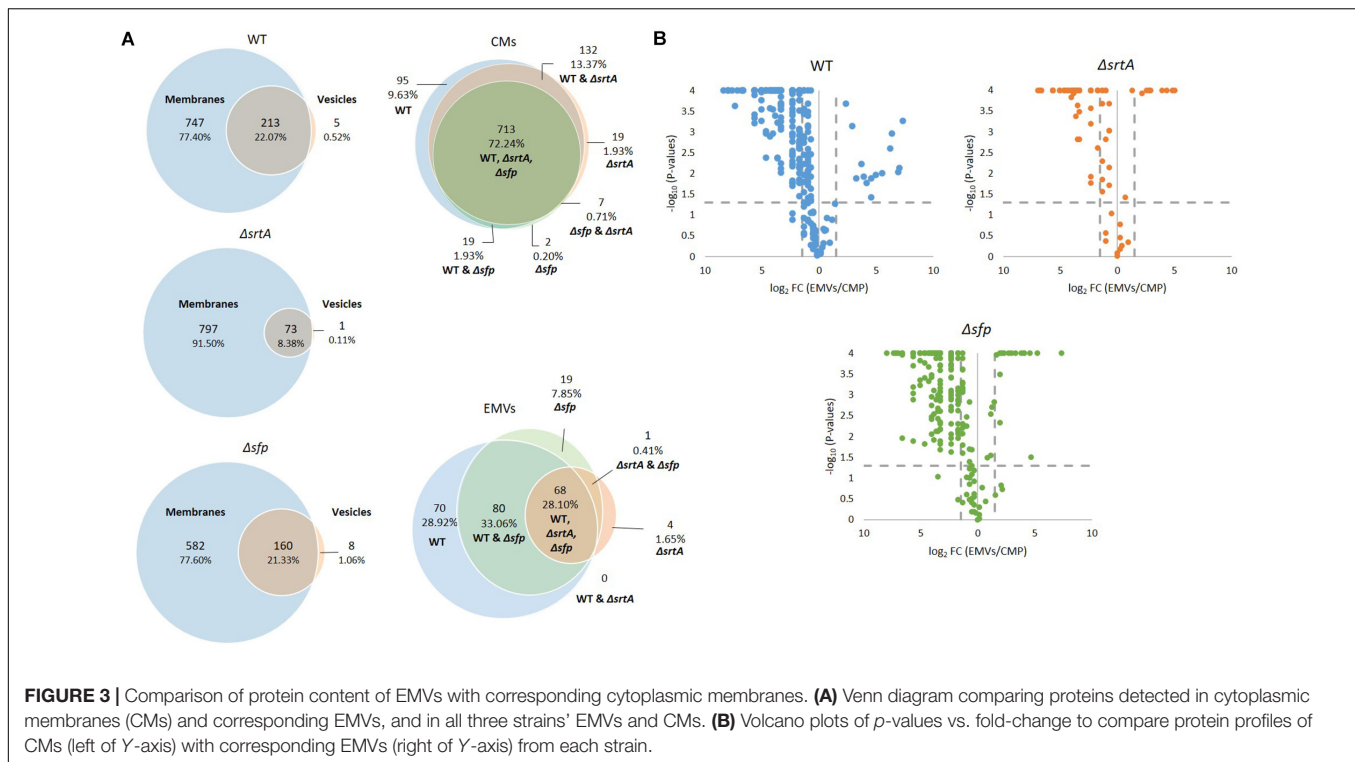 A
WT
Membranes
747
77.40%
213
22.07%
Vesicles
5
0.52%
ΔsrtA
Membranes
797
91.50%
73
8.38%
Vesicles
1
0.11%
Δsfp
Membranes
582
77.60%
160
21.33%
Vesicles
8
1.06%
CMs
95
9.63%
WT
132
13.37%
WT & ΔsrtA
713
72.24%
WT, ΔsrtA,
Δsfp
19
1.93%
ΔsrtA
7
0.71%
Δsfp & ΔsrtA
2
0.20%
Δsfp
19
1.93%
WT & Δsfp
EMVs
19
7.85%
Δsfp
1
0.41%
ΔsrtA & Δsfp
70
28.92%
WT
80
33.06%
WT & Δsfp
68
28.10%
WT,
ΔsrtA,
Δsfp
4
1.65%
ΔsrtA
0
WT & ΔsrtA
B
WT
-log10 (P-values)
4
3.5
3
2.5
2
1.5
1
0.5
0
10 5 0 5 10
log2 FC (EMVs/CMP)
ΔsrtA
-log10 (P-values)
4
3.5
3
2.5
2
1.5
1
0.5
0
10 5 0 5 10
log2 FC (EMVs/CMP)
Δsfp
-log10 (P-values)
4
3.5
3
2.5
2
1.5
1
0.5
0
10 5 0 5 10
log2 FC (EMVs/CMP)
FIGURE 3 | Comparison of protein content of EMVs with corresponding cytoplasmic membranes. (A) Venn diagram comparing proteins detected in cytoplasmic
membranes (CMs) and corresponding EMVs, and in all three strains' EMVs and CMs. (B) Volcano plots of p-values vs. fold-change to compare protein profiles of
CMs (left of Y-axis) with corresponding EMVs (right of Y-axis) from each strain.